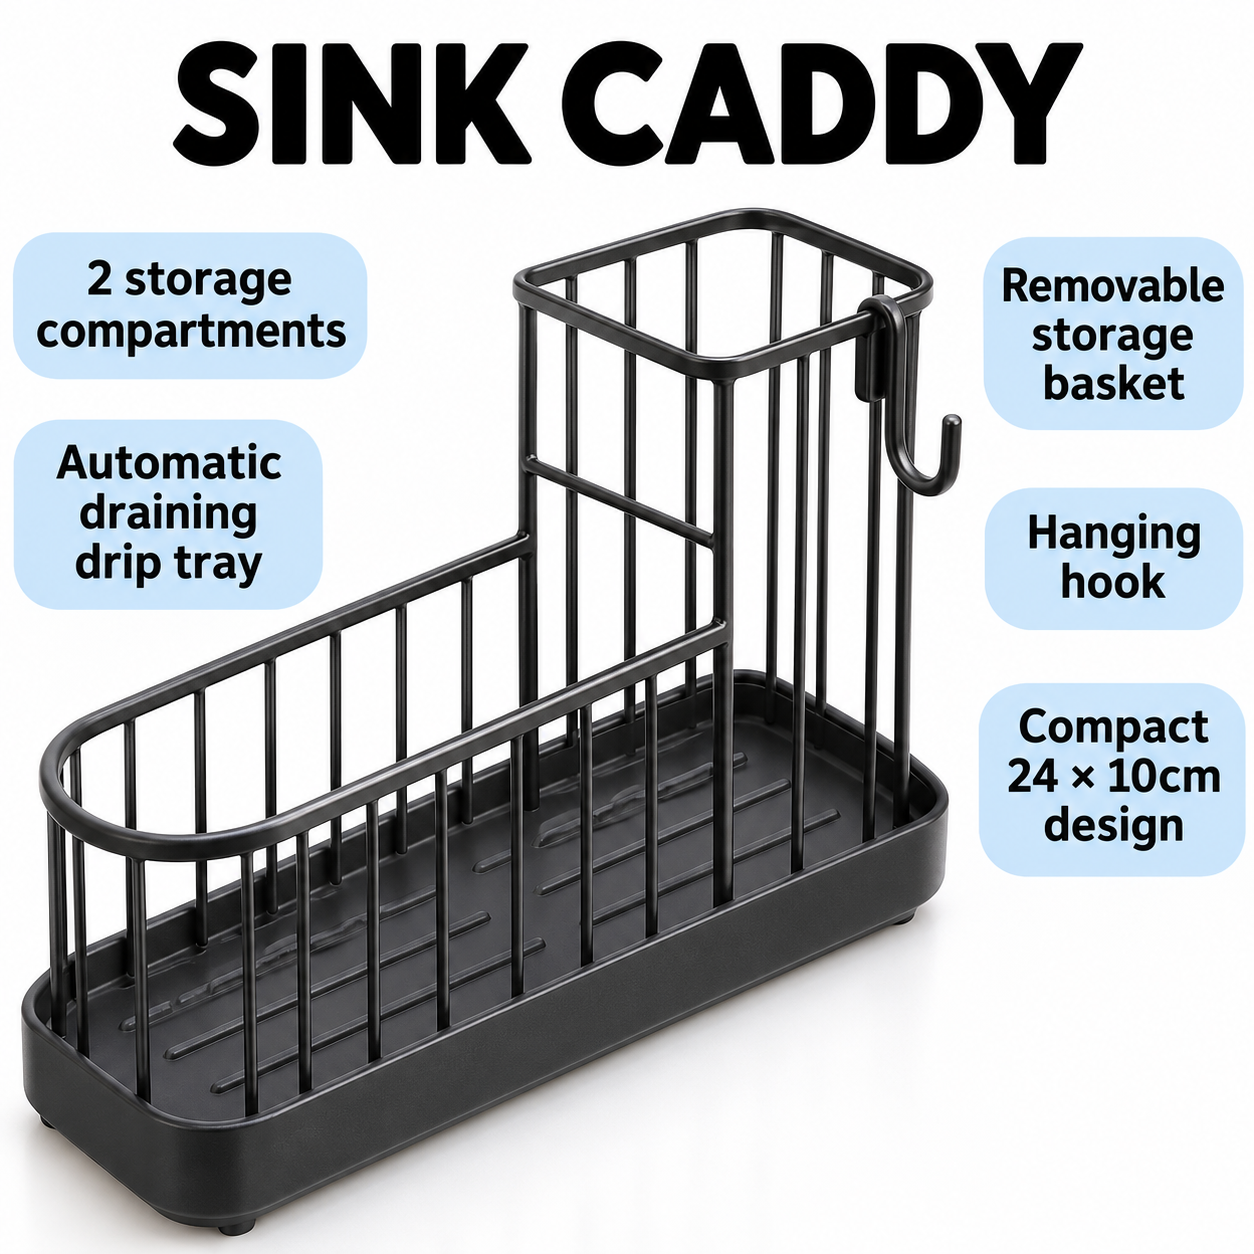 SINK CADDY
2 storage
compartments
Automatic
draining
drip tray
Removable
storage
basket
Hanging
hook
Compact
24 × 10cm
design